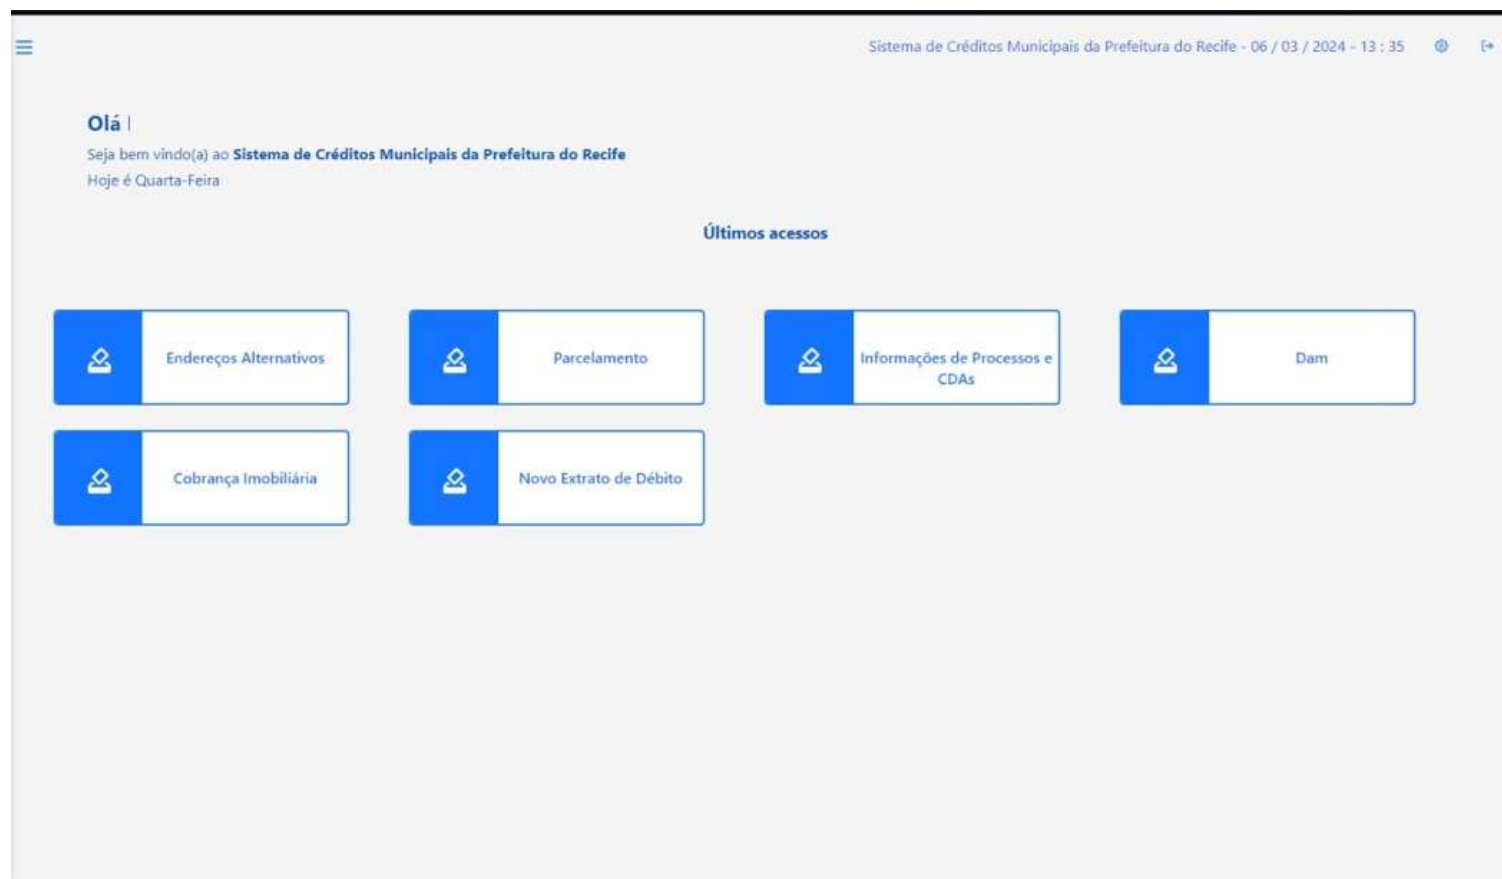 Sistema de Créditos Municipais da Prefeitura do Recife - 06 / 03 / 2024 - 13 : 35
Olá
Seja bem vindo(a) ao Sistema de Créditos Municipais da Prefeitura do Recife
Hoje é Quarta-Feira
Últimos acessos
Endereços Alternativos
Parcelamento
Informações de Processos e
CDAs
Dam
Cobrança Imobiliária
Novo Extrato de Débito